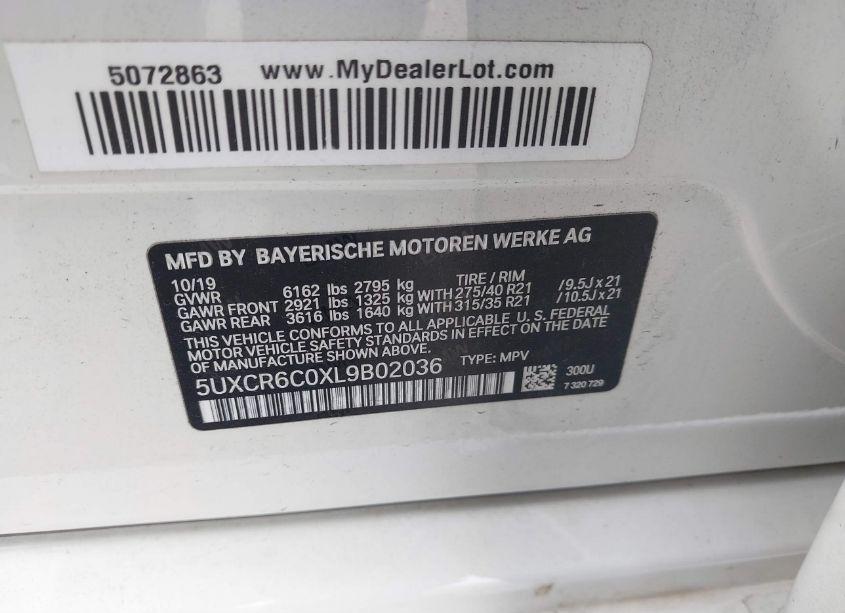 5072863 www.MyDealerLot.com
MFD BY BAYERISCHE MOTOREN WERKE AG
10/19 TIRE / RIM
GVWR 6162 lbs 2795 kg
GAWR FRONT 2921 lbs 1325 kg WITH 275/40 R21 /9.5J x 21
GAWR REAR 3616 lbs 1640 kg WITH 315/35 R21 /10.5J x 21
THIS VEHICLE CONFORMS TO ALL APPLICABLE U. S. FEDERAL
MOTOR VEHICLE SAFETY STANDARDS IN EFFECT ON THE DATE
OF MANUFACTURE SHOWN ABOVE.
5UXCR6C0XL9B02036 TYPE: MPV
300U
7 320 729